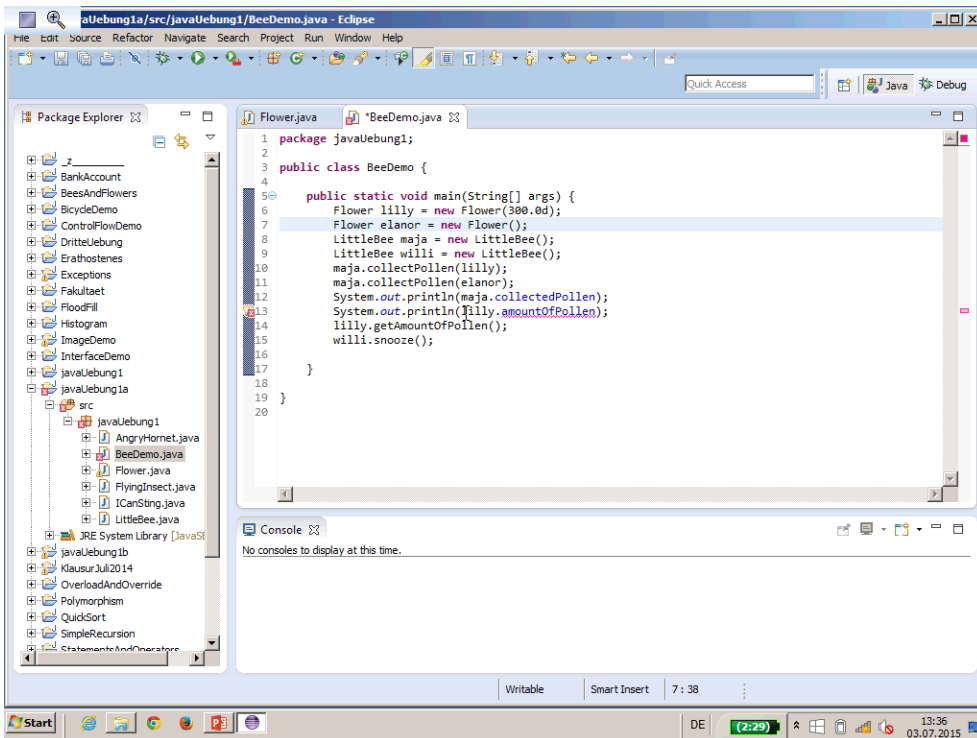 aUebung1a/src/javaUebung1/BeeDemo.java - Eclipse
File Edit Source Refactor Navigate Search Project Run Window Help
Quick Access
Java
Debug
Package Explorer
_z_________
BankAccount
BeesAndFlowers
BicycleDemo
ControlFlowDemo
DritteUebung
Erathostenes
Exceptions
Fakultaet
FloodFill
Histogram
ImageDemo
InterfaceDemo
javaUebung1
javaUebung1a
src
javaUebung1
AngryHornet.java
BeeDemo.java
Flower.java
FlyingInsect.java
ICanSting.java
LittleBee.java
JRE System Library [JavaSE
javaUebung1b
KlausurJuli2014
OverloadAndOverride
Polymorphism
QuickSort
SimpleRecursion
StatementsAndOperators
Flower.java
*BeeDemo.java
1 package javaUebung1;
2
3 public class BeeDemo {
4
5 public static void main(String[] args) {
6 Flower lilly = new Flower(300.0d);
7 Flower elanor = new Flower();
8 LittleBee maja = new LittleBee();
9 LittleBee willi = new LittleBee();
10 maja.collectPollen(lilly);
11 maja.collectPollen(elanor);
12 System.out.println(maja.collectedPollen);
13 System.out.println(lilly.amountOfPollen);
14 lilly.getAmountOfPollen();
15 willi.snooze();
16
17 }
18
19 }
20
Console
No consoles to display at this time.
Writable
Smart Insert
7 : 38
Start
DE
(2:29)
13:36
03.07.2015